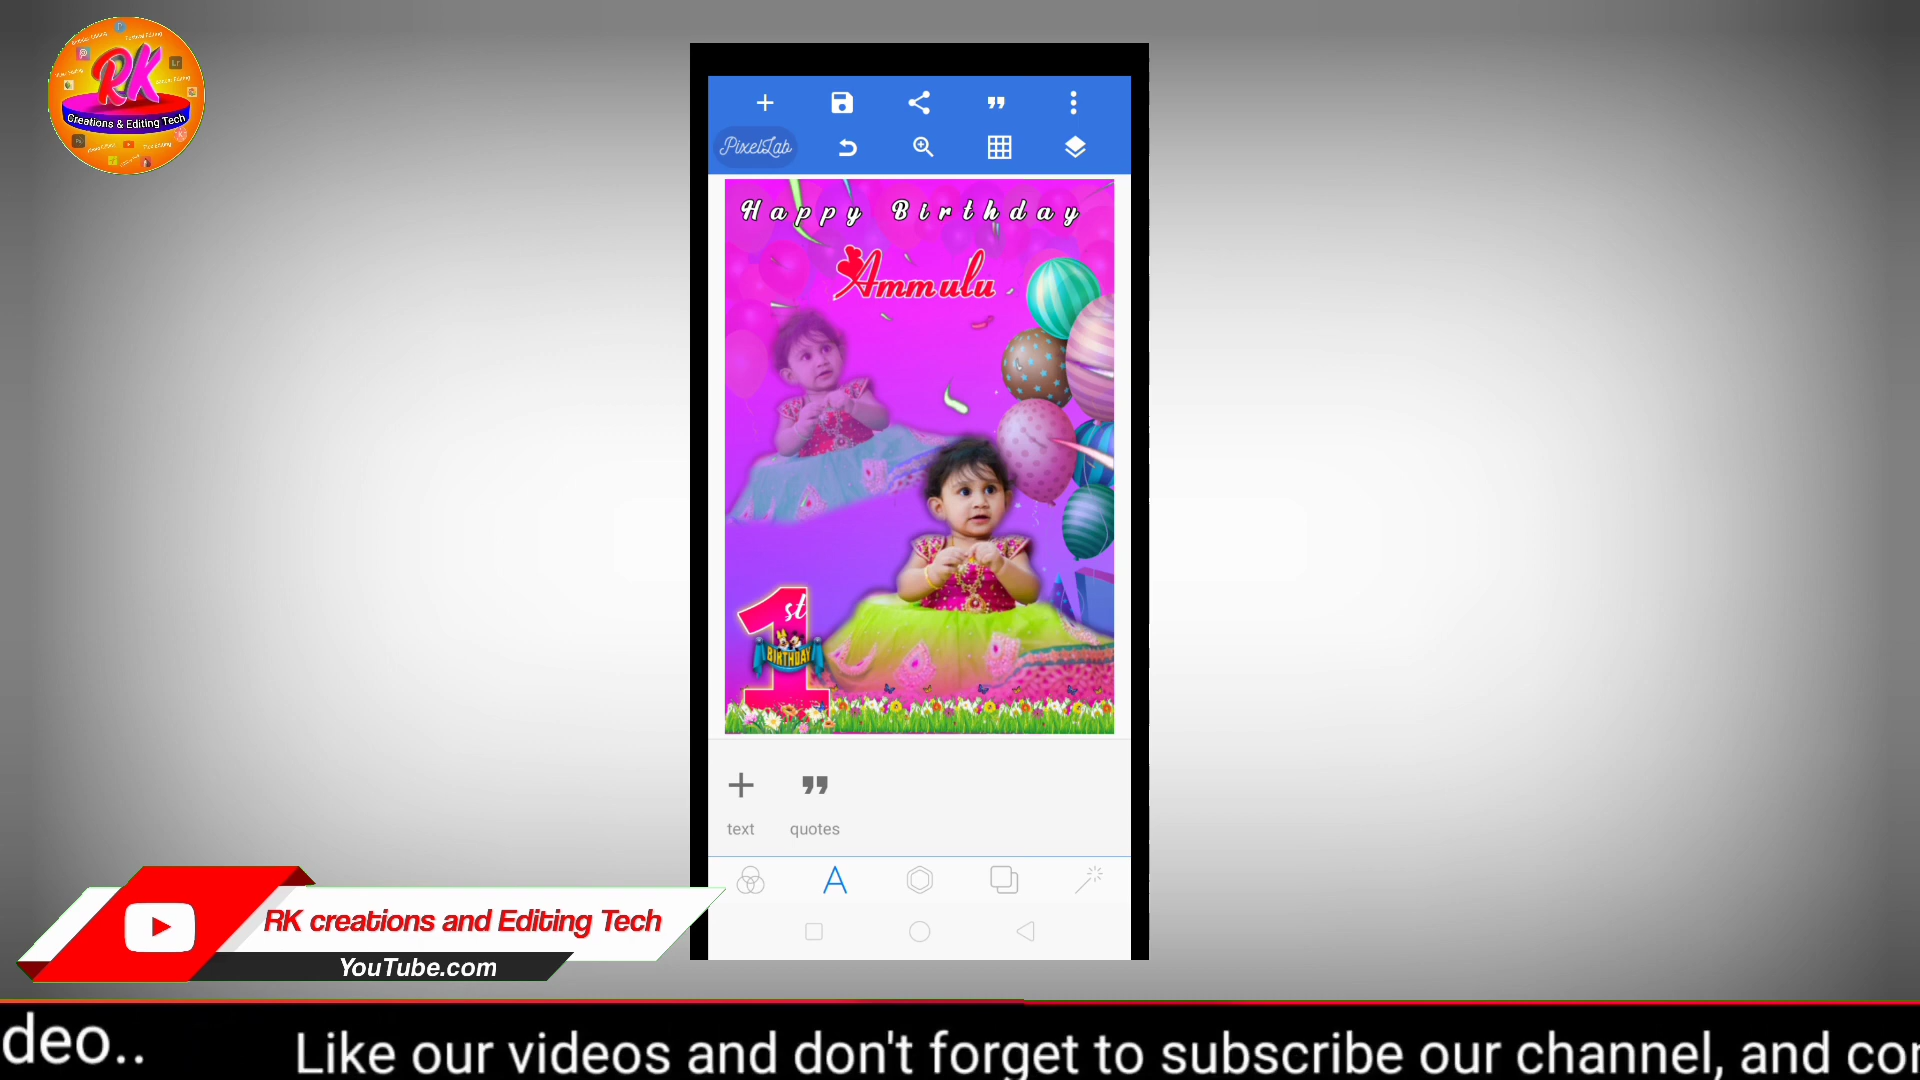 RK
Creations & Editing Tech
PixelLab
Happy Birthday
Ammulu
1st
BIRTHDAY
text
quotes
RK creations and Editing Tech
YouTube.com
deo.. Like our videos and don't forget to subscribe our channel, and cor